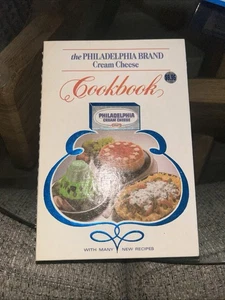 the PHILADELPHIA BRAND
Cream Cheese
Cookbook
PHILADELPHIA
CREAM CHEESE
WITH MANY NEW RECIPES